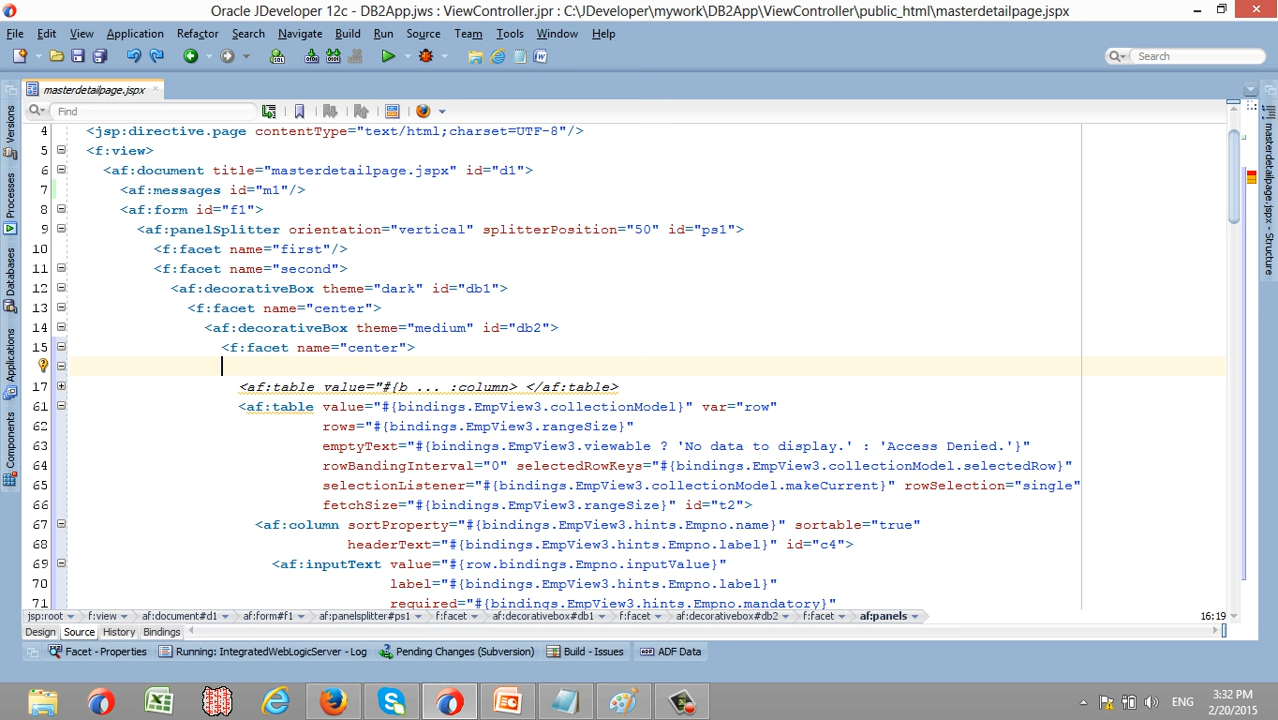 Oracle JDeveloper 12c - DB2App.jws : ViewController.jpr : C:\JDeveloper\mywork\DB2App\ViewController\public_html\masterdetailpage.jspx
File Edit View Application Refactor Search Navigate Build Run Source Team Tools Window Help
Search
masterdetailpage.jspx
Find
4 <jsp:directive.page contentType="text/html;charset=UTF-8"/>
5 <f:view>
6 <af:document title="masterdetailpage.jspx" id="d1">
7 <af:messages id="m1"/>
8 <af:form id="f1">
9 <af:panelSplitter orientation="vertical" splitterPosition="50" id="ps1">
10 <f:facet name="first"/>
11 <f:facet name="second">
12 <af:decorativeBox theme="dark" id="db1">
13 <f:facet name="center">
14 <af:decorativeBox theme="medium" id="db2">
15 <f:facet name="center">
17 <af:table value="#{b ... :column> </af:table>
61 <af:table value="#{bindings.EmpView3.collectionModel}" var="row"
62 rows="#{bindings.EmpView3.rangeSize}"
63 emptyText="#{bindings.EmpView3.viewable ? 'No data to display.' : 'Access Denied.'}"
64 rowBandingInterval="0" selectedRowKeys="#{bindings.EmpView3.collectionModel.selectedRow}"
65 selectionListener="#{bindings.EmpView3.collectionModel.makeCurrent}" rowSelection="single"
66 fetchSize="#{bindings.EmpView3.rangeSize}" id="t2">
67 <af:column sortProperty="#{bindings.EmpView3.hints.Empno.name}" sortable="true"
68 headerText="#{bindings.EmpView3.hints.Empno.label}" id="c4">
69 <af:inputText value="#{row.bindings.Empno.inputValue}"
70 label="#{bindings.EmpView3.hints.Empno.label}"
71 required="#{bindings.EmpView3.hints.Empno.mandatory}"
jsp:root f:view af:document#d1 af:form#f1 af:panelsplitter#ps1 f:facet af:decorativebox#db1 f:facet af:decorativebox#db2 f:facet af:panels 16:19
Design Source History Bindings
Facet - Properties Running: IntegratedWebLogicServer - Log Pending Changes (Subversion) Build - Issues ADF Data
Versions
Processes
Databases
Applications
Components
masterdetailpage.jspx - Structure
ENG
3:32 PM
2/20/2015